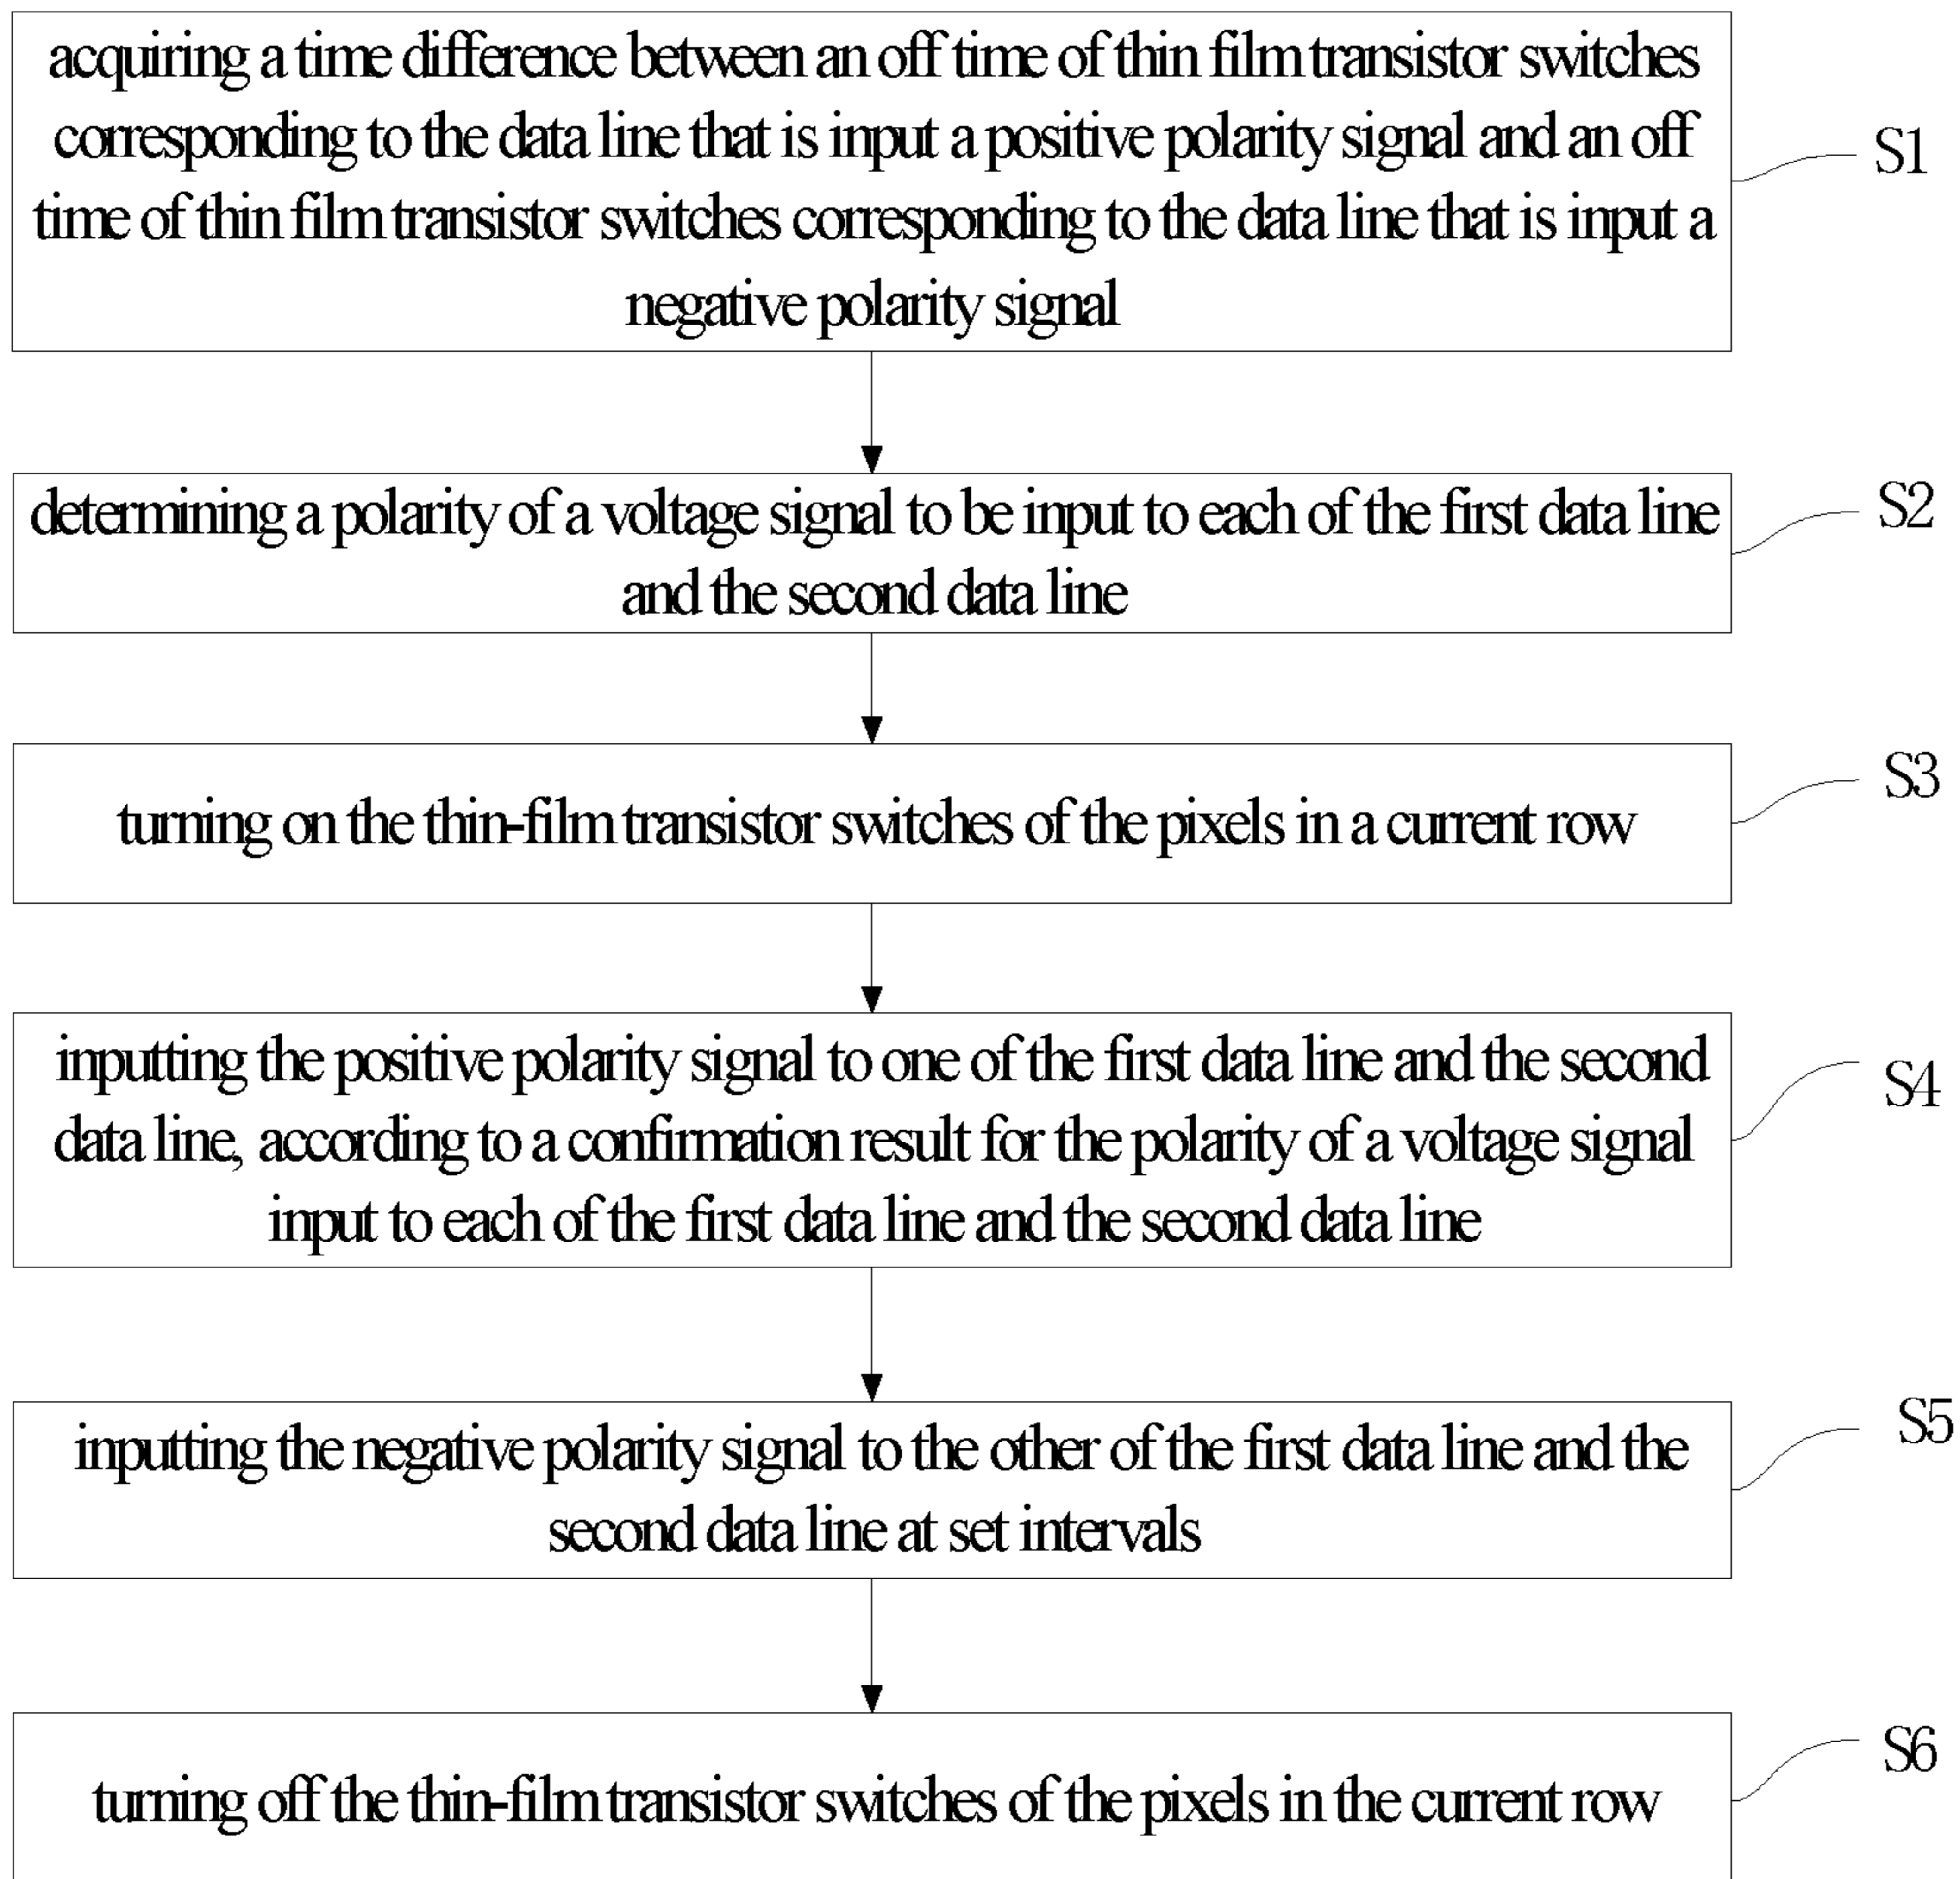 acquiring a time difference between an off time of thin film transistor switches
corresponding to the data line that is input a positive polarity signal and an off
time of thin film transistor switches corresponding to the data line that is input a
negative polarity signal
S1
determining a polarity of a voltage signal to be input to each of the first data line
and the second data line
S2
turning on the thin-film transistor switches of the pixels in a current row
S3
inputting the positive polarity signal to one of the first data line and the second
data line, according to a confirmation result for the polarity of a voltage signal
input to each of the first data line and the second data line
S4
inputting the negative polarity signal to the other of the first data line and the
second data line at set intervals
S5
turning off the thin-film transistor switches of the pixels in the current row
S6